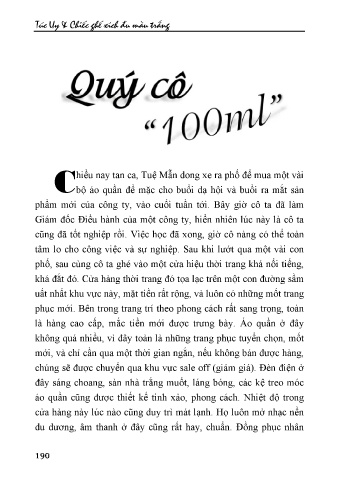 Túc Uy & Chiếc ghế xích đu màu trắng
Quý cô
“100ml”
Chiều nay tan ca, Tuệ Mẫn dong xe ra phố để mua một vài
bộ áo quần để mặc cho buổi dạ hội và buổi ra mắt sản
phẩm mới của công ty, vào cuối tuần tới. Bây giờ cô ta đã làm
Giám đốc Điều hành của một công ty, hiển nhiên lúc này là cô ta
cũng đã tốt nghiệp rồi. Việc học đã xong, giờ cô nàng có thể toàn
tâm lo cho công việc và sự nghiệp. Sau khi lướt qua một vài con
phố, sau cùng cô ta ghé vào một cửa hiệu thời trang khá nổi tiếng,
khá đắt đỏ. Cửa hàng thời trang đó tọa lạc trên một con đường sầm
uất nhất khu vực này, mặt tiền rất rộng, và luôn có những mốt trang
phục mới. Bên trong trang trí theo phong cách rất sang trọng, toàn
là hàng cao cấp, mắc tiền mới được trưng bày. Áo quần ở đây
không quá nhiều, vì đây toàn là những trang phục tuyển chọn, mốt
mới, và chỉ cần qua một thời gian ngắn, nếu không bán được hàng,
chúng sẽ được chuyển qua khu vực sale off (giảm giá). Đèn điện ở
đây sáng choang, sàn nhà trắng muốt, láng bóng, các kệ treo móc
áo quần cũng được thiết kế tinh xảo, phong cách. Nhiệt độ trong
cửa hàng này lúc nào cũng duy trì mát lạnh. Họ luôn mở nhạc nền
du dương, âm thanh ở đây cũng rất hay, chuẩn. Đồng phục nhân
190